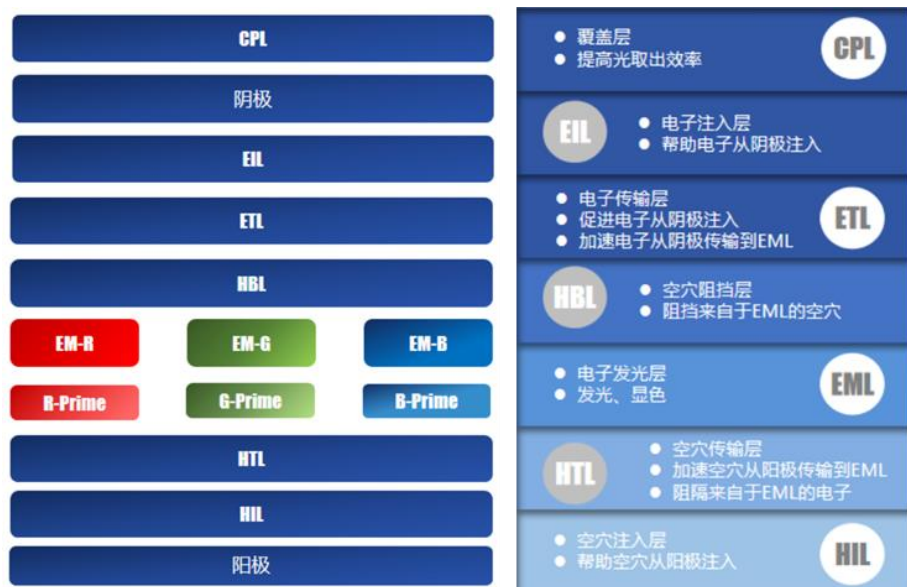 CPL
阴极
EIL
ETL
HBL
EM-R
EM-G
EM-B
R-Prime
G-Prime
B-Prime
HTL
HIL
阳极
● 覆盖层
● 提高光取出效率
CPL
EIL
● 电子注入层
● 帮助电子从阴极注入
● 电子传输层
● 促进电子从阴极注入
● 加速电子从阴极传输到EML
ETL
HBL
● 空穴阻挡层
● 阻挡来自于EML的空穴
● 电子发光层
● 发光、显色
EML
HTL
● 空穴传输层
● 加速空穴从阳极传输到EML
● 阻隔来自于EML的电子
● 空穴注入层
● 帮助空穴从阳极注入
HIL